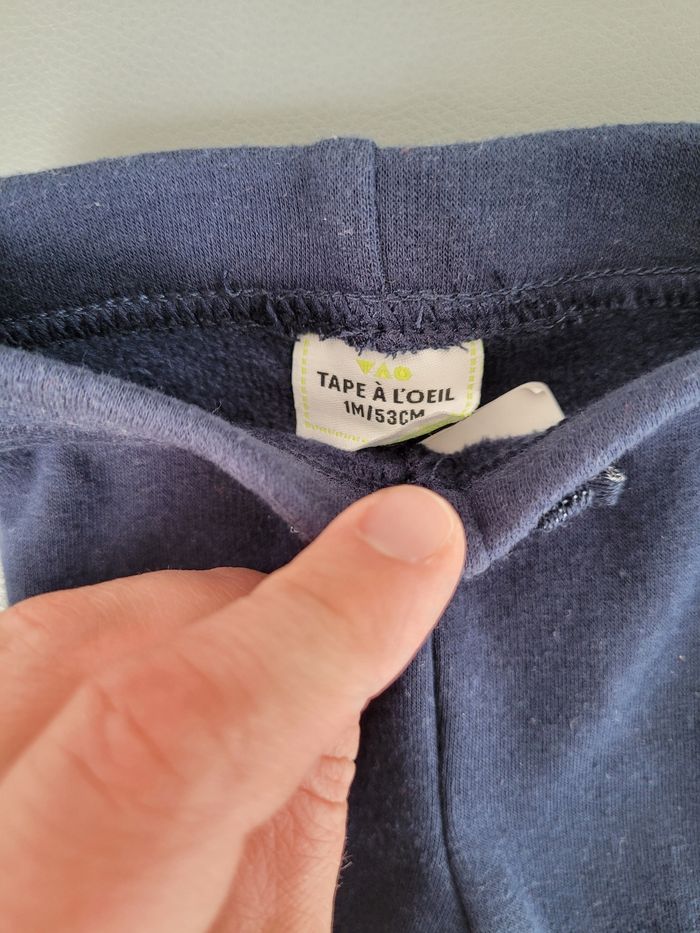 TAO
TAPE À L'OEIL
1M/53CM